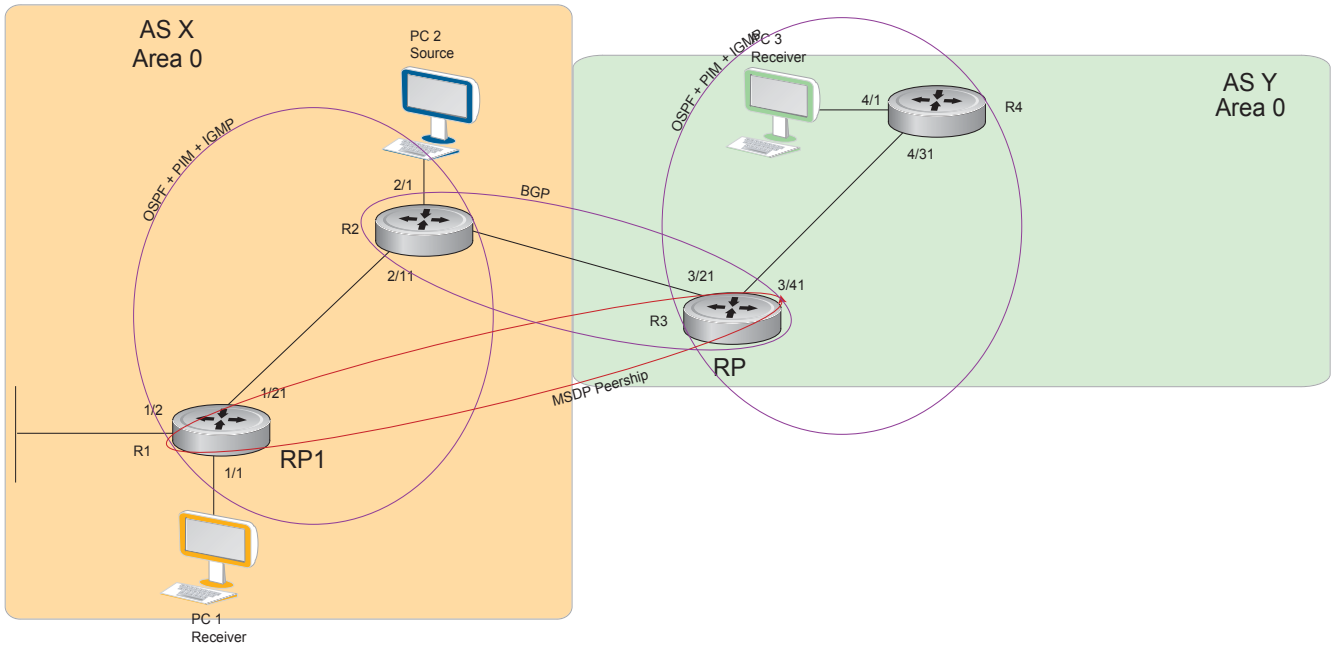 AS X
Area 0
PC 2
Source
OSPF + PIM + IGMP
2/1
R2
2/11
BGP
1/2
1/21
R1
RP1
1/1
PC 1
Receiver
MSDP Peership
OSPF + PIM + IGMP
PC 3
Receiver
4/1
R4
4/31
AS Y
Area 0
3/21
3/41
R3
RP